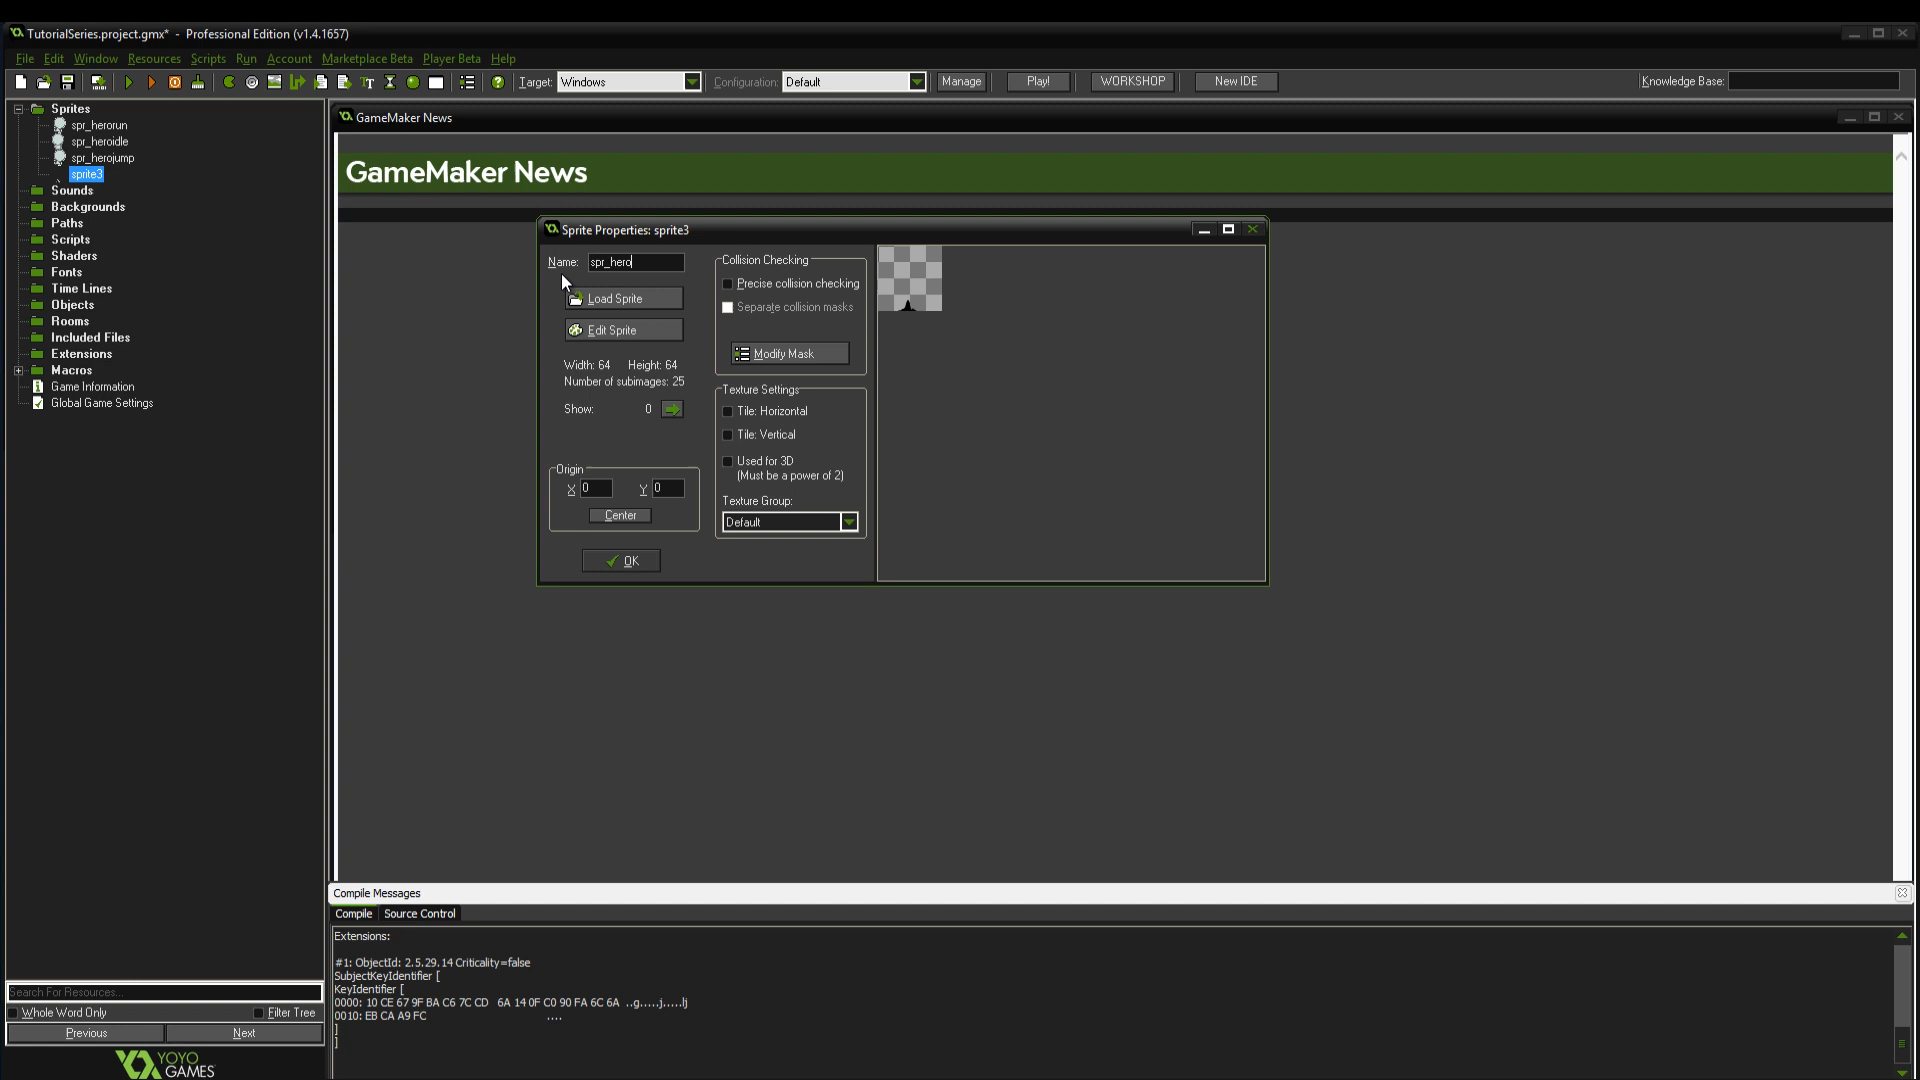 TutorialSeries.project.gmx* - Professional Edition (v1.4.1657)
File Edit Window Resources Scripts Run Account Marketplace Beta Player Beta Help
Target: Windows Configuration: Default Manage Play! WORKSHOP New IDE Knowledge Base:
Sprites
spr_herorun
spr_heroidle
spr_herojump
sprite3
Sounds
Backgrounds
Paths
Scripts
Shaders
Fonts
Time Lines
Objects
Rooms
Included Files
Extensions
Macros
Game Information
Global Game Settings
Search For Resources...
Whole Word Only Filter Tree
Previous Next
YOYO
GAMES
GameMaker News
GameMaker News
Sprite Properties: sprite3
Name: spr_hero
Load Sprite
Edit Sprite
Width: 64 Height: 64
Number of subimages: 25
Show: 0
Origin
X 0 Y 0
Center
OK
Collision Checking
Precise collision checking
Separate collision masks
Modify Mask
Texture Settings
Tile: Horizontal
Tile: Vertical
Used for 3D
(Must be a power of 2)
Texture Group:
Default
Compile Messages
Compile Source Control
Extensions:
#1: ObjectId: 2.5.29.14 Criticality=false
SubjectKeyIdentifier [
KeyIdentifier [
0000: 10 CE 67 9F BA C6 7C CD 6A 14 0F C0 90 FA 6C 6A ..g.....j.....lj
0010: EB CA A9 FC ....
]
]